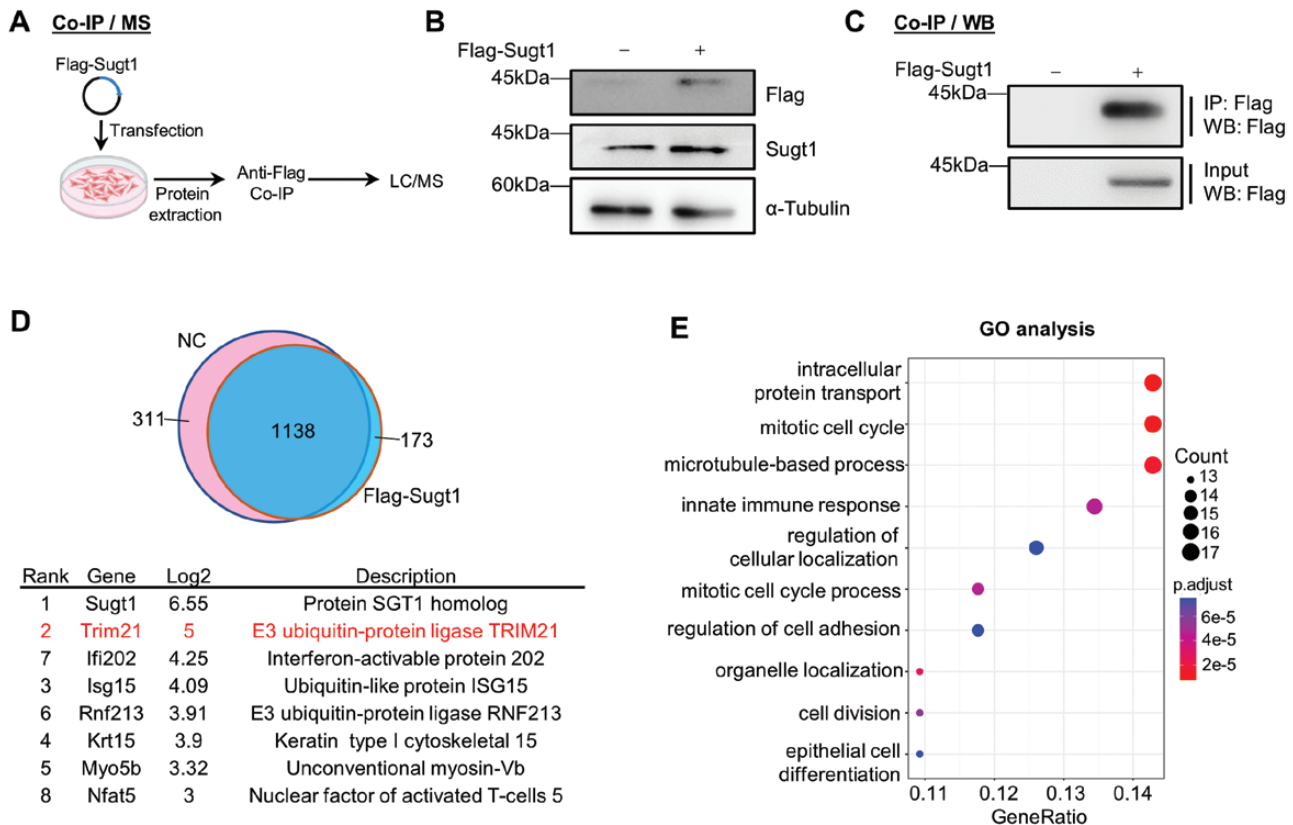 A Co-IP / MS
Flag-Sugt1
Transfection
Protein
extraction
Anti-Flag
Co-IP
LC/MS
B
Flag-Sugt1 – +
45kDa
Flag
45kDa
Sugt1
60kDa
α-Tubulin
C Co-IP / WB
Flag-Sugt1 – +
45kDa
IP: Flag
WB: Flag
45kDa
Input
WB: Flag
D
NC
311
1138
173
Flag-Sugt1
Rank Gene Log2 Description
1 Sugt1 6.55 Protein SGT1 homolog
2 Trim21 5 E3 ubiquitin-protein ligase TRIM21
7 Ifi202 4.25 Interferon-activable protein 202
3 Isg15 4.09 Ubiquitin-like protein ISG15
6 Rnf213 3.91 E3 ubiquitin-protein ligase RNF213
4 Krt15 3.9 Keratin type I cytoskeletal 15
5 Myo5b 3.32 Unconventional myosin-Vb
8 Nfat5 3 Nuclear factor of activated T-cells 5
E GO analysis
intracellular
protein transport
mitotic cell cycle
microtubule-based process
innate immune response
regulation of
cellular localization
mitotic cell cycle process
regulation of cell adhesion
organelle localization
cell division
epithelial cell
differentiation
0.11 0.12 0.13 0.14
GeneRatio
Count
13
14
15
16
17
p.adjust
6e-5
4e-5
2e-5